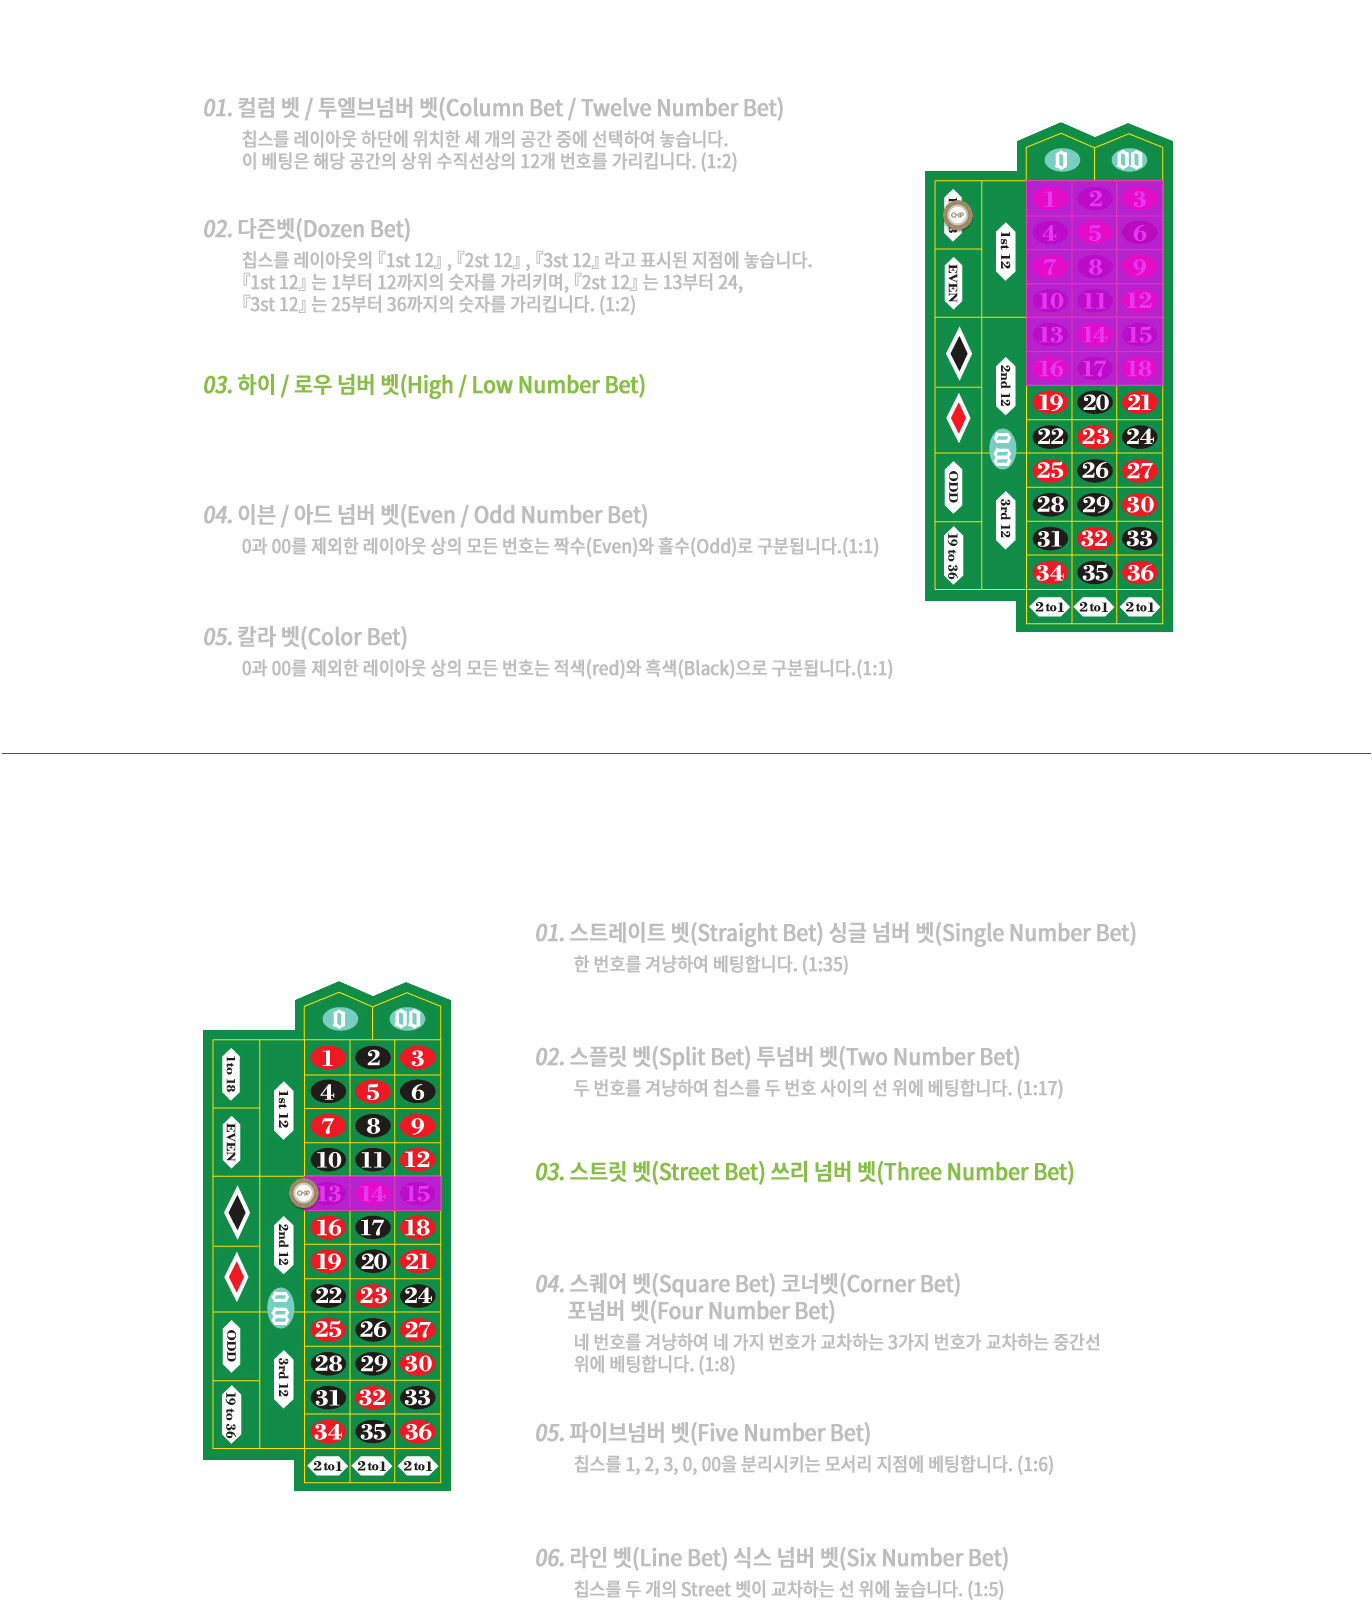 01. 컬럼 벳 / 투엘브넘버 벳(Column Bet / Twelve Number Bet)
칩스를 레이아웃 하단에 위치한 세 개의 공간 중에 선택하여 놓습니다.
이 베팅은 해당 공간의 상위 수직선상의 12개 번호를 가리킵니다. (1:2)
02. 다즌벳(Dozen Bet)
칩스를 레이아웃의 『1st 12』, 『2st 12』, 『3st 12』 라고 표시된 지점에 놓습니다.
『1st 12』 는 1부터 12까지의 숫자를 가리키며, 『2st 12』 는 13부터 24,
『3st 12』 는 25부터 36까지의 숫자를 가리킵니다. (1:2)
03. 하이 / 로우 넘버 벳(High / Low Number Bet)
04. 이븐 / 아드 넘버 벳(Even / Odd Number Bet)
0과 00를 제외한 레이아웃 상의 모든 번호는 짝수(Even)와 홀수(Odd)로 구분됩니다.(1:1)
05. 칼라 벳(Color Bet)
0과 00를 제외한 레이아웃 상의 모든 번호는 적색(red)와 흑색(Black)으로 구분됩니다.(1:1)
0 00
1 2 3
4 5 6
7 8 9
10 11 12
13 14 15
16 17 18
19 20 21
22 23 24
25 26 27
28 29 30
31 32 33
34 35 36
2to1 2to1 2to1
CHIP
EVEN
ODD
19 to 36
1st 12
2nd 12
00
3rd 12
01. 스트레이트 벳(Straight Bet) 싱글 넘버 벳(Single Number Bet)
한 번호를 겨냥하여 베팅합니다. (1:35)
02. 스플릿 벳(Split Bet) 투넘버 벳(Two Number Bet)
두 번호를 겨냥하여 칩스를 두 번호 사이의 선 위에 베팅합니다. (1:17)
03. 스트릿 벳(Street Bet) 쓰리 넘버 벳(Three Number Bet)
04. 스퀘어 벳(Square Bet) 코너벳(Corner Bet)
포넘버 벳(Four Number Bet)
네 번호를 겨냥하여 네 가지 번호가 교차하는 3가지 번호가 교차하는 중간선
위에 베팅합니다. (1:8)
05. 파이브넘버 벳(Five Number Bet)
칩스를 1, 2, 3, 0, 00을 분리시키는 모서리 지점에 베팅합니다. (1:6)
06. 라인 벳(Line Bet) 식스 넘버 벳(Six Number Bet)
칩스를 두 개의 Street 벳이 교차하는 선 위에 높습니다. (1:5)
0 00
1 2 3
4 5 6
7 8 9
10 11 12
13 14 15
16 17 18
19 20 21
22 23 24
25 26 27
28 29 30
31 32 33
34 35 36
2to1 2to1 2to1
1 to 18
EVEN
ODD
19 to 36
1st 12
CHIP
2nd 12
00
3rd 12